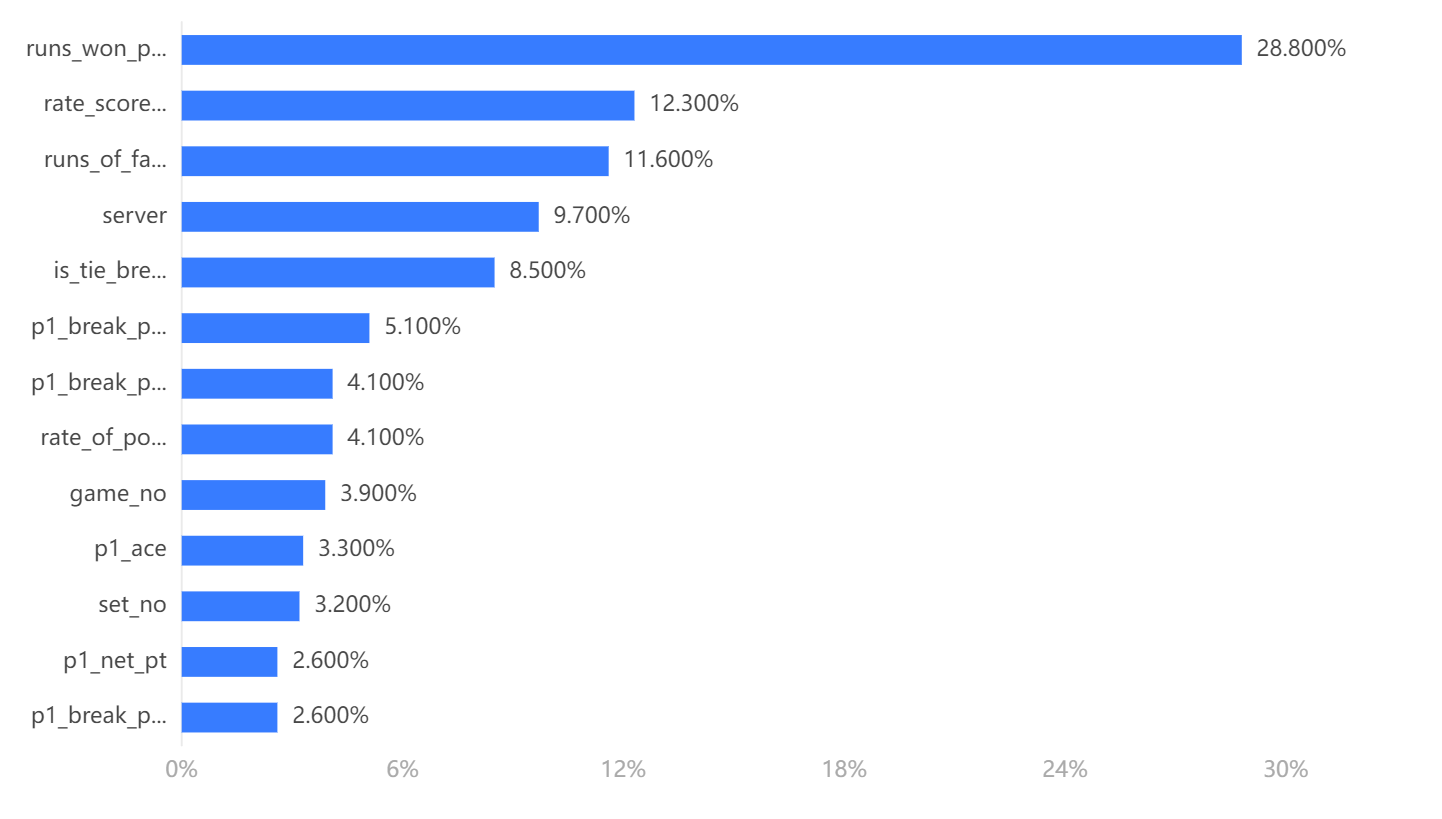 runs_won_p... 28.800%
rate_score... 12.300%
runs_of_fa... 11.600%
server 9.700%
is_tie_bre... 8.500%
p1_break_p... 5.100%
p1_break_p... 4.100%
rate_of_po... 4.100%
game_no 3.900%
p1_ace 3.300%
set_no 3.200%
p1_net_pt 2.600%
p1_break_p... 2.600%
0% 6% 12% 18% 24% 30%